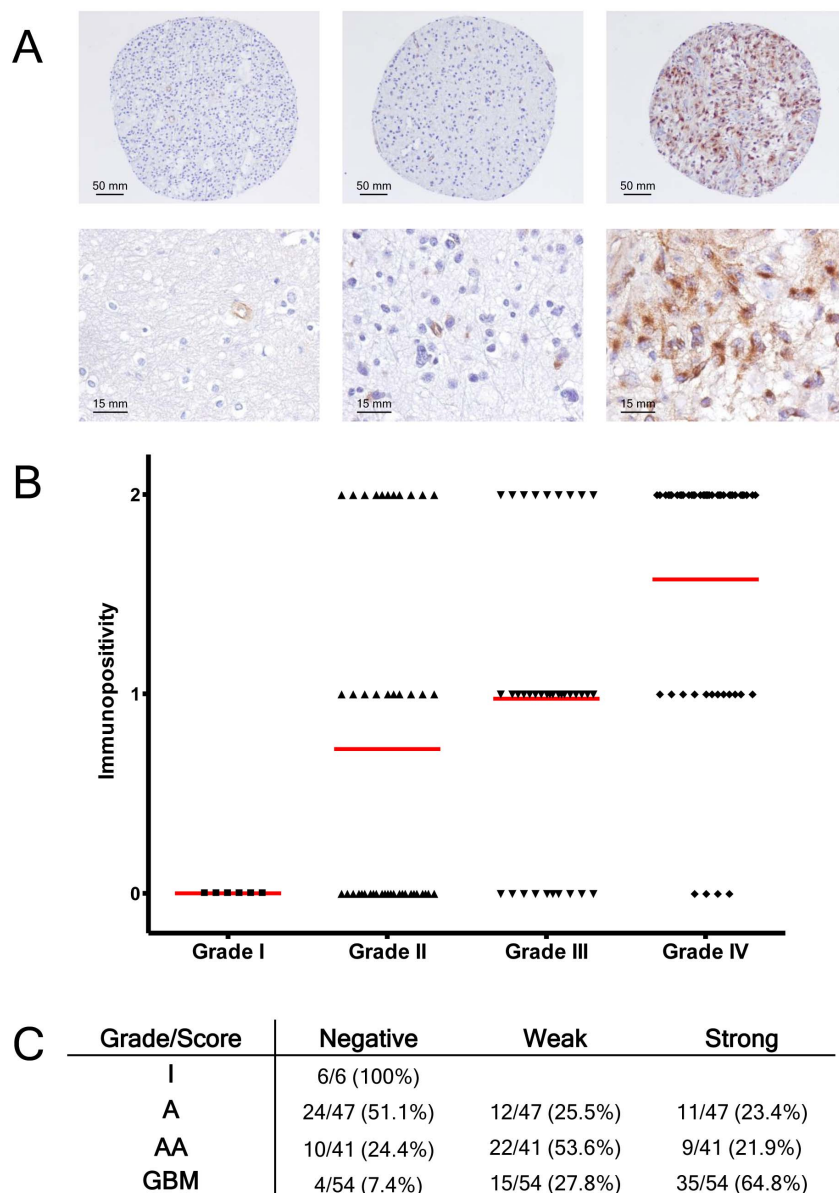 A
50 mm 50 mm 50 mm
15 mm 15 mm 15 mm
B
2
1
0
Immunopositivity
Grade I Grade II Grade III Grade IV
C
Grade/Score Negative Weak Strong
I 6/6 (100%)
A 24/47 (51.1%) 12/47 (25.5%) 11/47 (23.4%)
AA 10/41 (24.4%) 22/41 (53.6%) 9/41 (21.9%)
GBM 4/54 (7.4%) 15/54 (27.8%) 35/54 (64.8%)